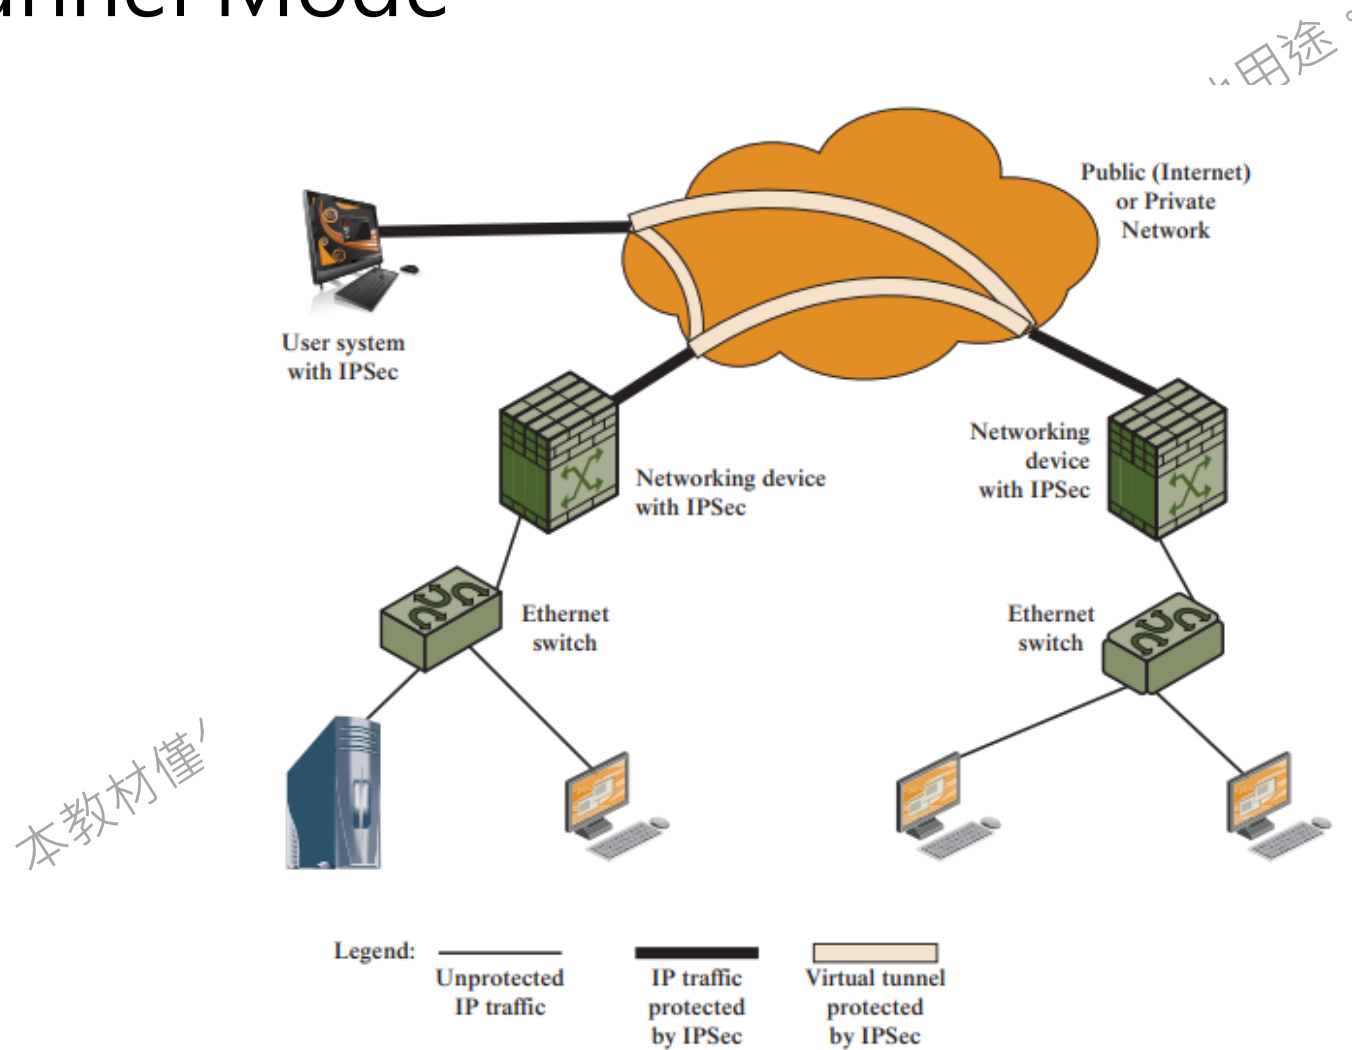 unnel Mode
用途。
Public (Internet)
or Private
Network
User system
with IPSec
Networking device
with IPSec
Networking
device
with IPSec
Ethernet
switch
Ethernet
switch
本教材僅
Legend:
Unprotected
IP traffic
IP traffic
protected
by IPSec
Virtual tunnel
protected
by IPSec